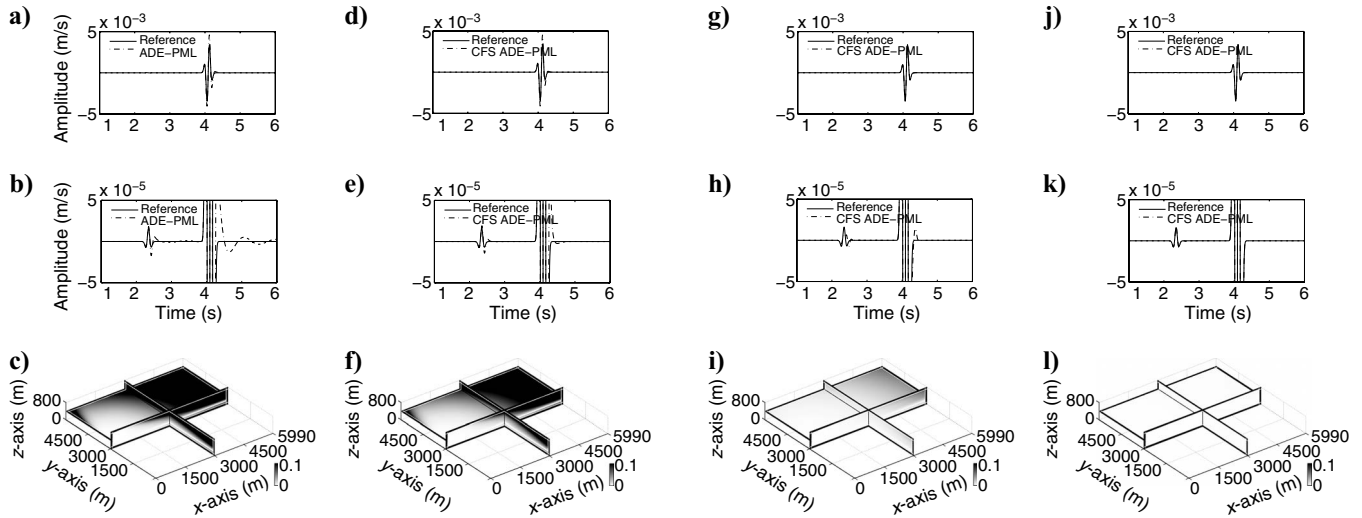 a)
5 x 10−3
Reference
ADE−PML
−5
1 2 3 4 5 6
Amplitude (m/s)
d)
5 x 10−3
Reference
CFS ADE−PML
−5
1 2 3 4 5 6
g)
5 x 10−3
Reference
CFS ADE−PML
−5
1 2 3 4 5 6
j)
5 x 10−3
Reference
CFS ADE−PML
−5
1 2 3 4 5 6
b)
5 x 10−5
Reference
ADE−PML
−5
1 2 3 4 5 6
Amplitude (m/s)
Time (s)
e)
5 x 10−5
Reference
CFS ADE−PML
−5
1 2 3 4 5 6
Time (s)
h)
5 x 10−5
Reference
CFS ADE−PML
−5
1 2 3 4 5 6
Time (s)
k)
5 x 10−5
Reference
CFS ADE−PML
−5
1 2 3 4 5 6
Time (s)
c)
z-axis (m)
800
0
4500
3000
1500
0
y-axis (m)
5990
4500
3000
1500
x-axis (m)
0.1
0
f)
z-axis (m)
800
0
4500
3000
1500
0
y-axis (m)
5990
4500
3000
1500
x-axis (m)
0.1
0
i)
z-axis (m)
800
0
4500
3000
1500
0
y-axis (m)
5990
4500
3000
1500
x-axis (m)
0.1
0
l)
z-axis (m)
800
0
4500
3000
1500
0
y-axis (m)
5990
4500
3000
1500
x-axis (m)
0.1
0